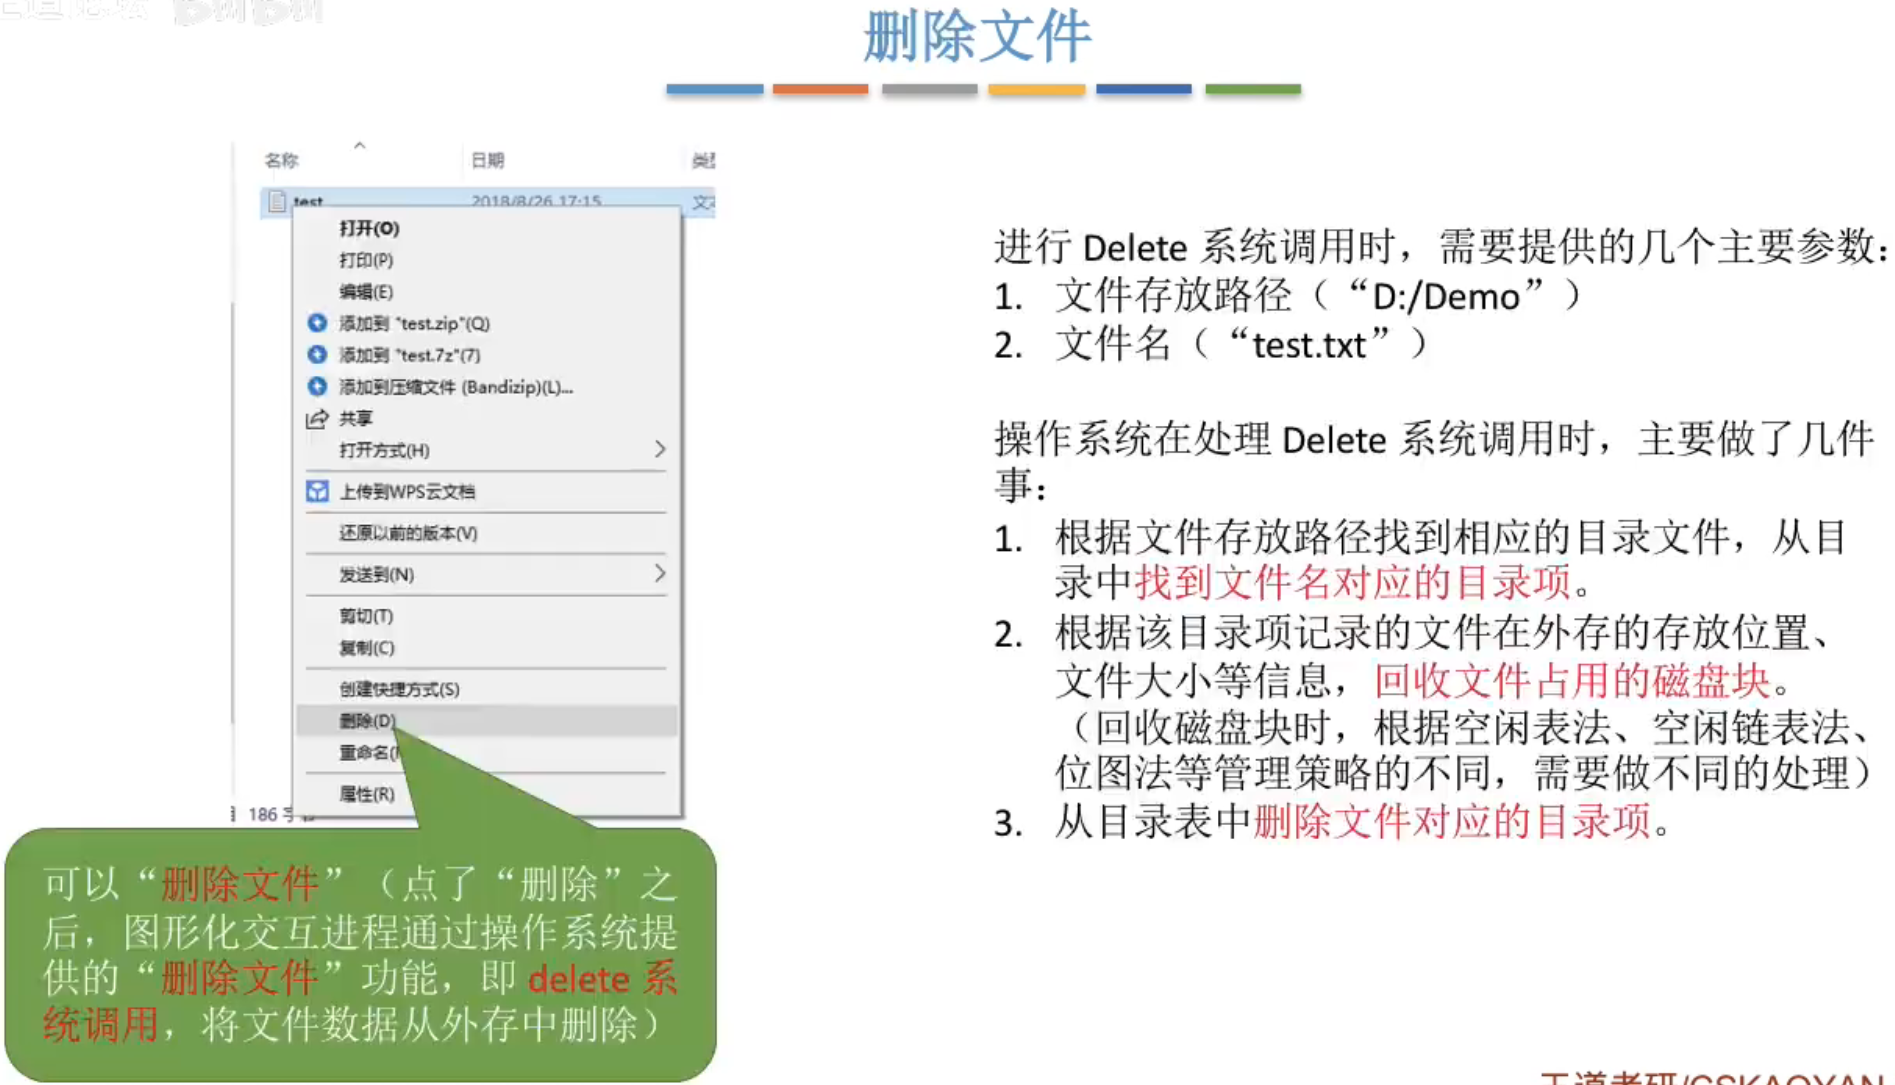 删除文件
名称 日期 类型
test 2018/8/26 17:15
打开(O)
打印(P)
编辑(E)
添加到 "test.zip"(Q)
添加到 "test.7z"(7)
添加到压缩文件 (Bandizip)(L)...
共享
打开方式(H)
上传到WPS云文档
还原以前的版本(V)
发送到(N)
剪切(T)
复制(C)
创建快捷方式(S)
删除(D)
重命名(
属性(R)
186 字节
可以“删除文件”（点了“删除”之
后，图形化交互进程通过操作系统提
供的“删除文件”功能，即 delete 系
统调用，将文件数据从外存中删除）
进行 Delete 系统调用时，需要提供的几个主要参数：
1. 文件存放路径（“D:/Demo”）
2. 文件名（“test.txt”）
操作系统在处理 Delete 系统调用时，主要做了几件
事：
1. 根据文件存放路径找到相应的目录文件，从目
录中找到文件名对应的目录项。
2. 根据该目录项记录的文件在外存的存放位置、
文件大小等信息，回收文件占用的磁盘块。
（回收磁盘块时，根据空闲表法、空闲链表法、
位图法等管理策略的不同，需要做不同的处理）
3. 从目录表中删除文件对应的目录项。
王道考研/CSKAOYAN